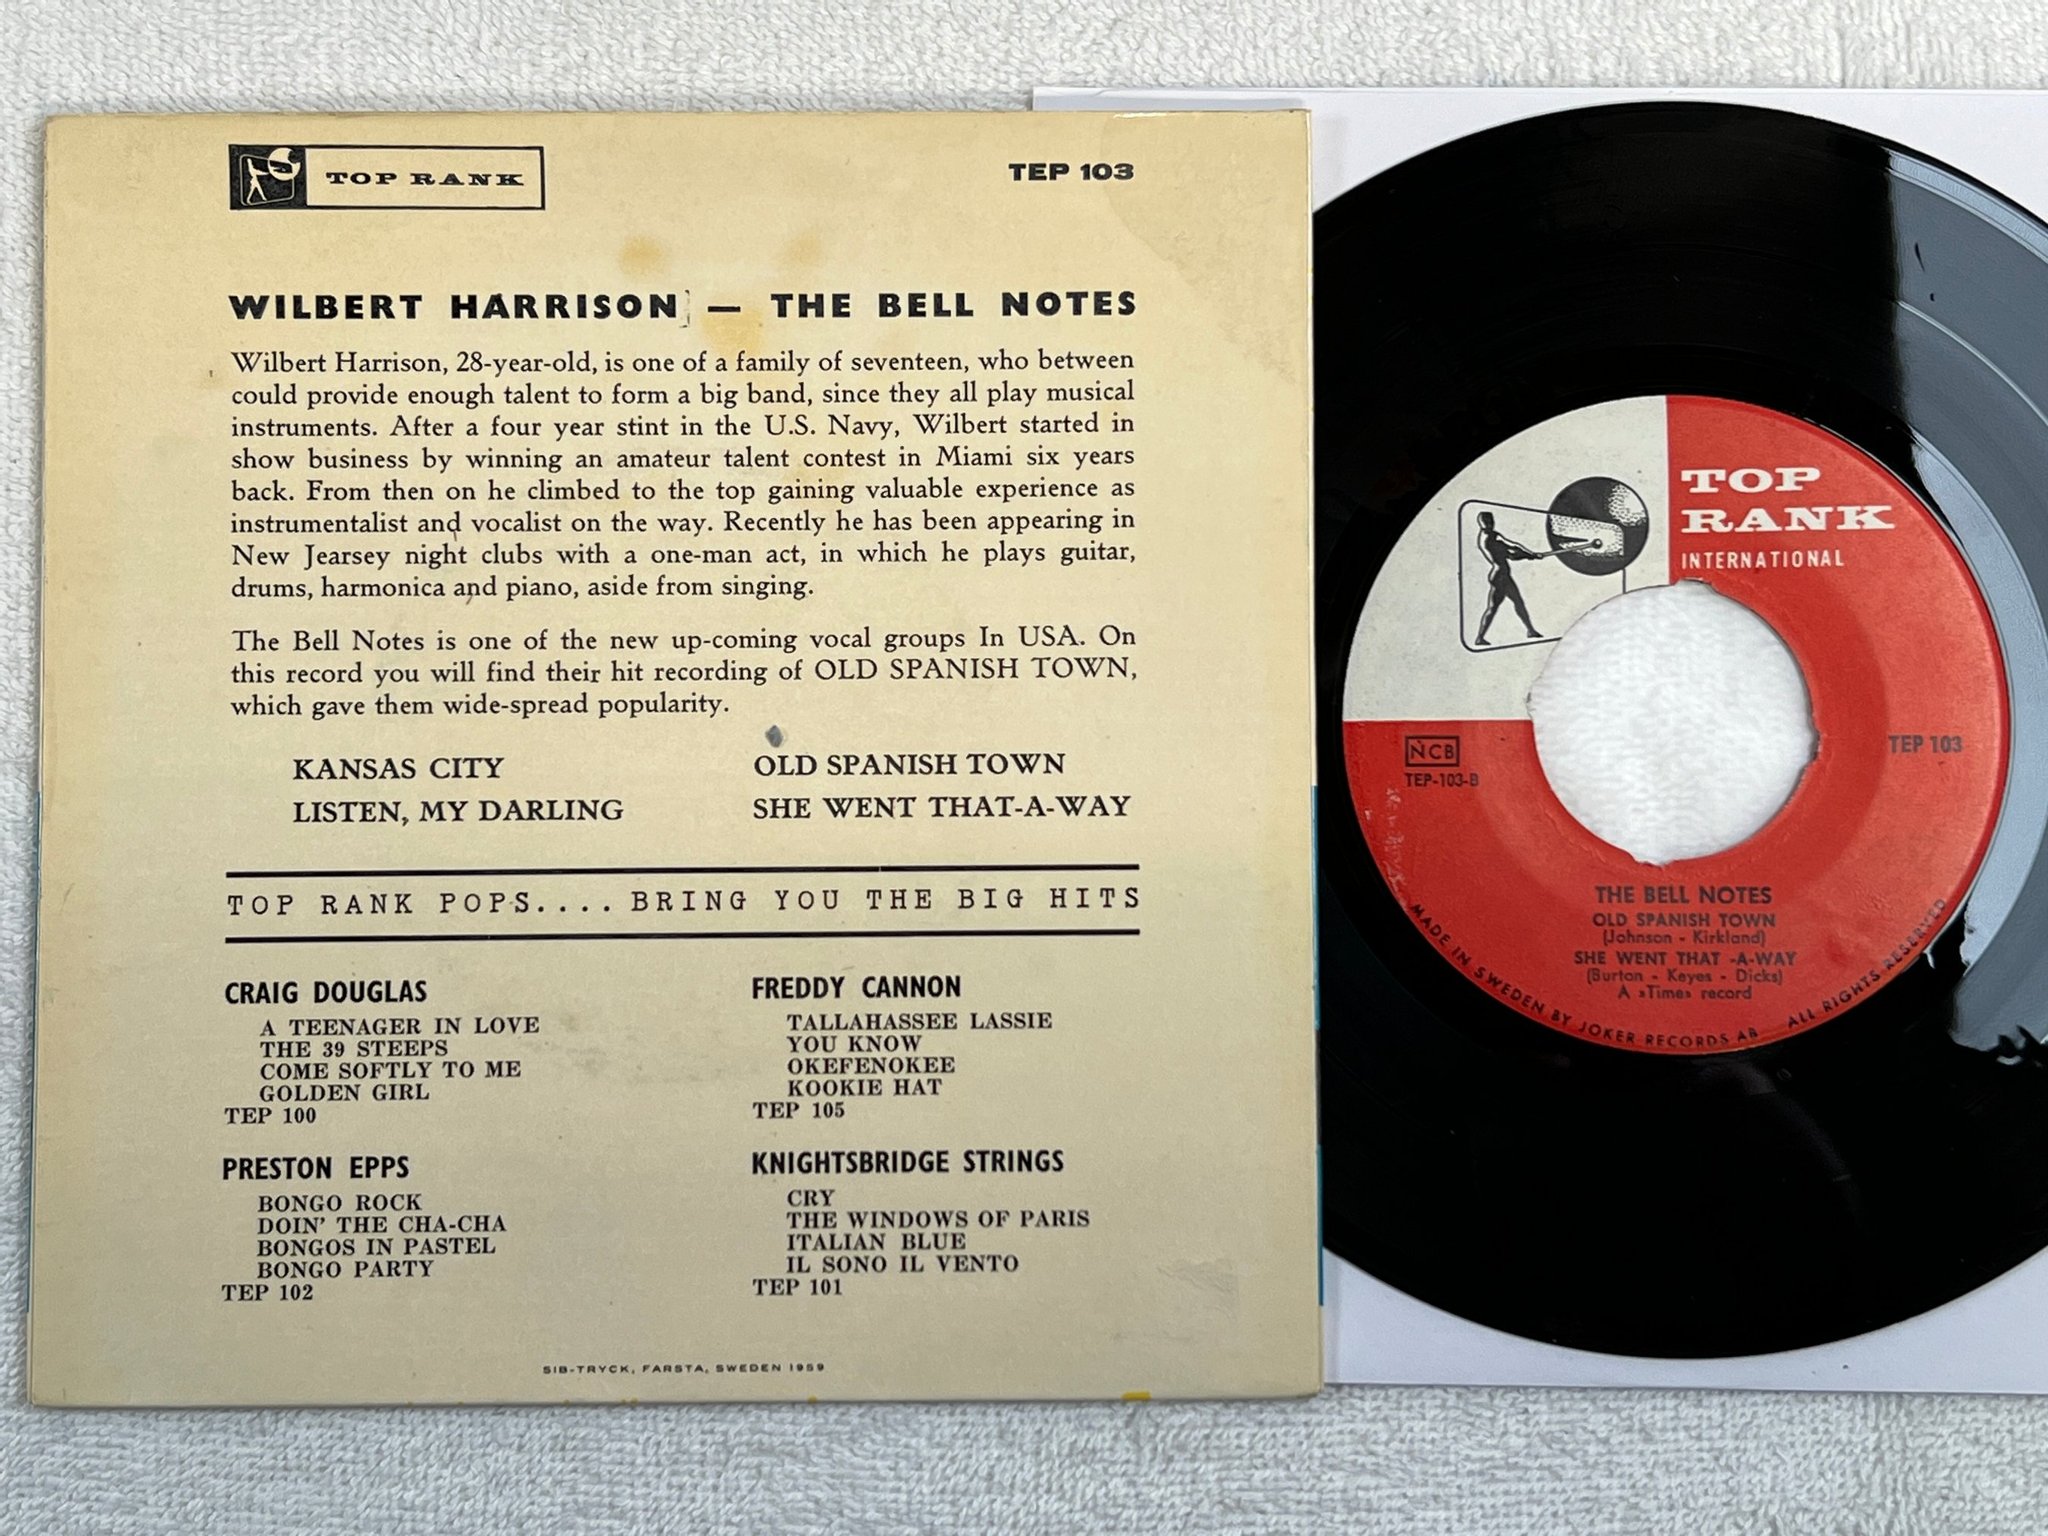 TOP RANK
TEP 103
WILBERT HARRISON — THE BELL NOTES
Wilbert Harrison, 28-year-old, is one of a family of seventeen, who between
could provide enough talent to form a big band, since they all play musical
instruments. After a four year stint in the U.S. Navy, Wilbert started in
show business by winning an amateur talent contest in Miami six years
back. From then on he climbed to the top gaining valuable experience as
instrumentalist and vocalist on the way. Recently he has been appearing in
New Jearsey night clubs with a one-man act, in which he plays guitar,
drums, harmonica and piano, aside from singing.
The Bell Notes is one of the new up-coming vocal groups In USA. On
this record you will find their hit recording of OLD SPANISH TOWN,
which gave them wide-spread popularity.
KANSAS CITY
LISTEN, MY DARLING
OLD SPANISH TOWN
SHE WENT THAT-A-WAY
TOP RANK POPS.... BRING YOU THE BIG HITS
CRAIG DOUGLAS
A TEENAGER IN LOVE
THE 39 STEEPS
COME SOFTLY TO ME
GOLDEN GIRL
TEP 100
PRESTON EPPS
BONGO ROCK
DOIN' THE CHA-CHA
BONGOS IN PASTEL
BONGO PARTY
TEP 102
FREDDY CANNON
TALLAHASSEE LASSIE
YOU KNOW
OKEFENOKEE
KOOKIE HAT
TEP 105
KNIGHTSBRIDGE STRINGS
CRY
THE WINDOWS OF PARIS
ITALIAN BLUE
IL SONO IL VENTO
TEP 101
SIB-TRYCK, FARSTA, SWEDEN 1959
TOP
RANK
INTERNATIONAL
NCB
TEP-103-B
TEP 103
THE BELL NOTES
OLD SPANISH TOWN
(Johnson - Kirkland)
SHE WENT THAT -A-WAY
(Burton - Keyes - Dicks)
A »Time» record
MADE IN SWEDEN BY JOKER RECORDS AB ALL RIGHTS RESERVED